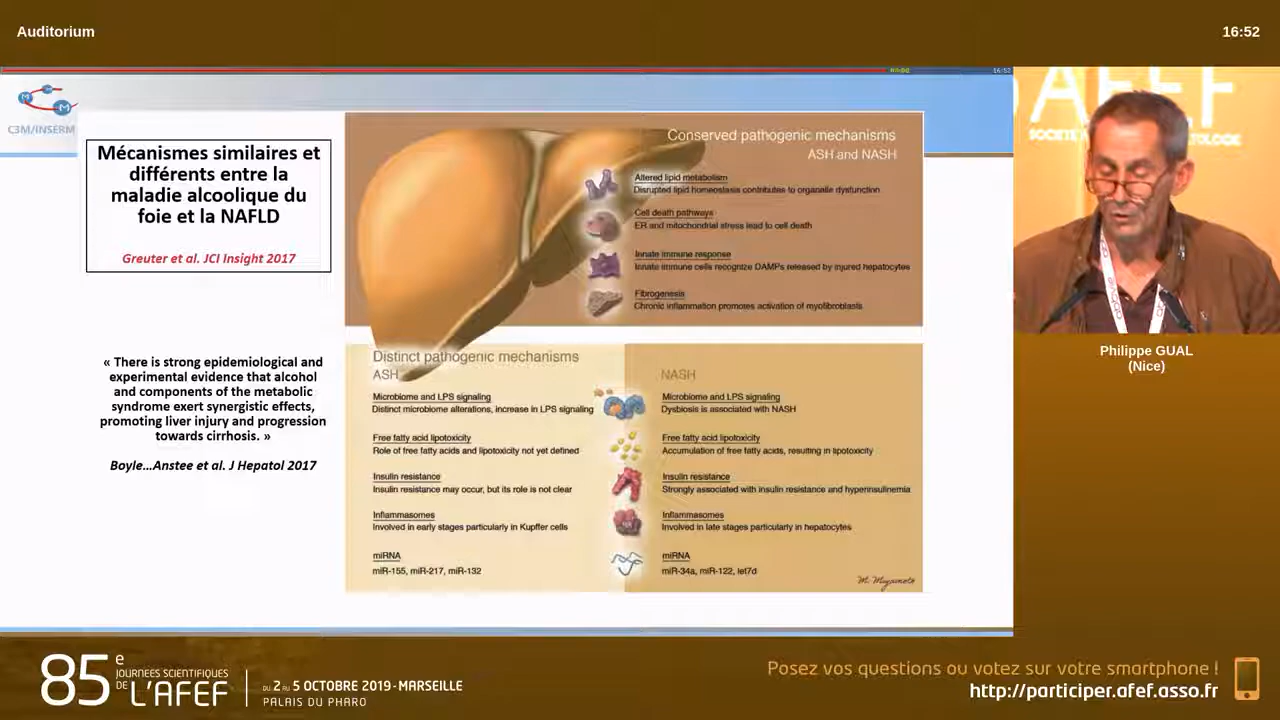 Auditorium
16:52
C3M/INSERM
Mécanismes similaires et
différents entre la
maladie alcoolique du
foie et la NAFLD
Greuter et al. JCI Insight 2017
« There is strong epidemiological and
experimental evidence that alcohol
and components of the metabolic
syndrome exert synergistic effects,
promoting liver injury and progression
towards cirrhosis. »
Boyle...Anstee et al. J Hepatol 2017
Conserved pathogenic mechanisms
ASH and NASH
Altered lipid metabolism
Disrupted lipid homeostasis contributes to organelle dysfunction
Cell death pathways
ER and mitochondrial stress lead to cell death
Innate immune response
Innate immune cells recognize DAMPs released by injured hepatocytes
Fibrogenesis
Chronic inflammation promotes activation of myofibroblasts
Distinct pathogenic mechanisms
ASH
Microbiome and LPS signaling
Distinct microbiome alterations, increase in LPS signaling
Free fatty acid lipotoxicity
Role of free fatty acids and lipotoxicity not yet defined
Insulin resistance
Insulin resistance may occur, but its role is not clear
Inflammasomes
Involved in early stages particularly in Kupffer cells
miRNA
miR-155, miR-217, miR-132
NASH
Microbiome and LPS signaling
Dysbiosis is associated with NASH
Free fatty acid lipotoxicity
Accumulation of free fatty acids, resulting in lipotoxicity
Insulin resistance
Strongly associated with insulin resistance and hyperinsulinemia
Inflammasomes
Involved in late stages particularly in hepatocytes
miRNA
miR-34a, miR-122, let7d
M. Miyamoto
AFEF
Philippe GUAL
(Nice)
85e JOURNÉES SCIENTIFIQUES
DE L'AFEF
DU 2 AU 5 OCTOBRE 2019 - MARSEILLE
PALAIS DU PHARO
Posez vos questions ou votez sur votre smartphone !
http://participer.afef.asso.fr